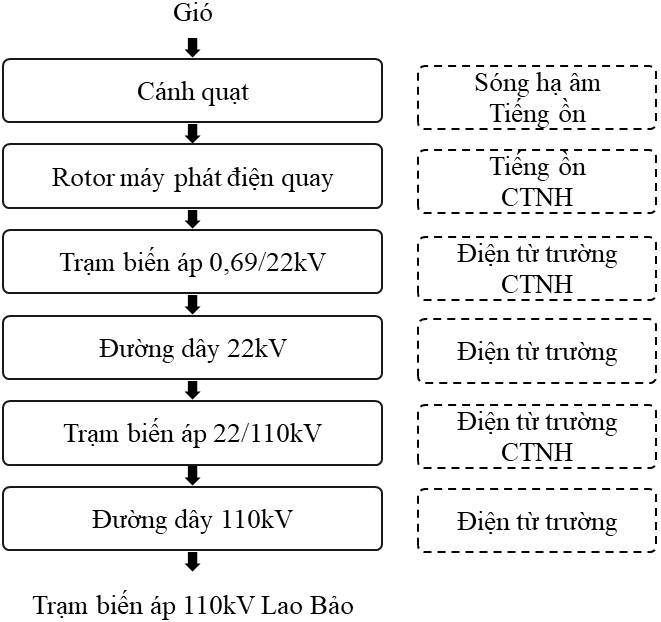 Gió
Cánh quạt
Sóng hạ âm
Tiếng ồn
Rotor máy phát điện quay
Tiếng ồn
CTNH
Trạm biến áp 0,69/22kV
Điện từ trường
CTNH
Đường dây 22kV
Điện từ trường
Trạm biến áp 22/110kV
Điện từ trường
CTNH
Đường dây 110kV
Điện từ trường
Trạm biến áp 110kV Lao Bảo